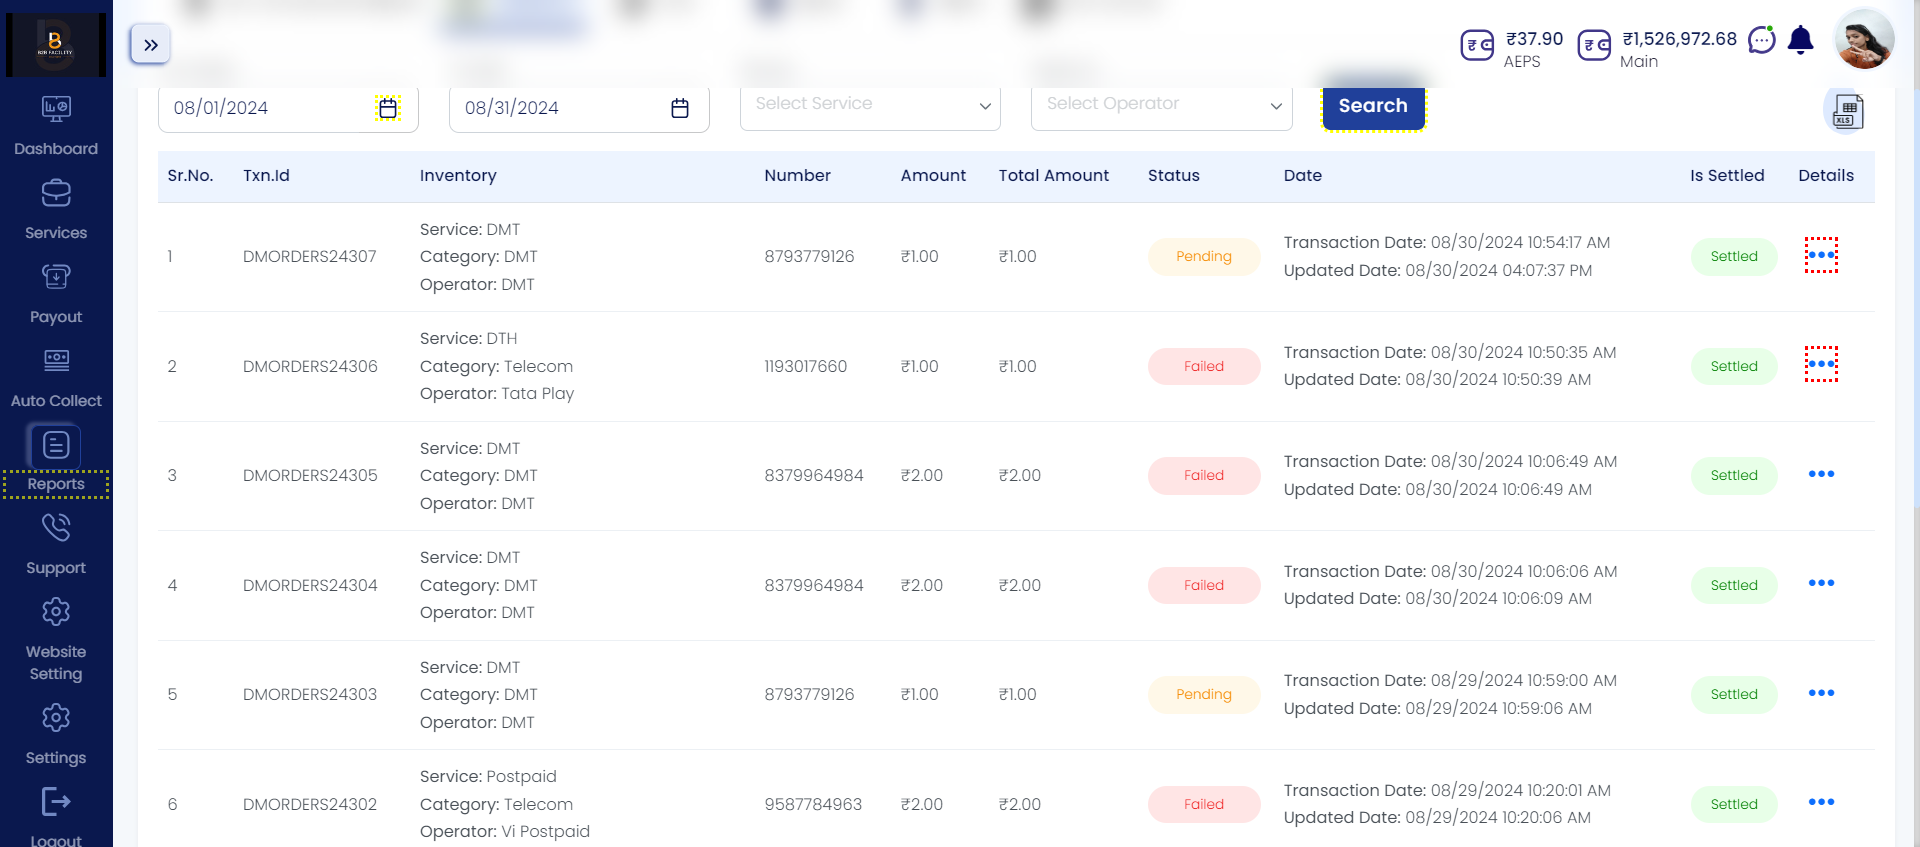 B2B FACILITY
₹37.90
AEPS
₹1,526,972.68
Main
08/01/2024
08/31/2024
Select Service
Select Operator
Search
XLS
Dashboard
Services
Payout
Auto Collect
Reports
Support
Website
Setting
Settings
Logout
Sr.No. Txn.Id Inventory Number Amount Total Amount Status Date Is Settled Details
Service: DMT
1 DMORDERS24307 Category: DMT 8793779126 ₹1.00 ₹1.00 Pending Transaction Date: 08/30/2024 10:54:17 AM Settled
Operator: DMT Updated Date: 08/30/2024 04:07:37 PM
Service: DTH
2 DMORDERS24306 Category: Telecom 1193017660 ₹1.00 ₹1.00 Failed Transaction Date: 08/30/2024 10:50:35 AM Settled
Operator: Tata Play Updated Date: 08/30/2024 10:50:39 AM
Service: DMT
3 DMORDERS24305 Category: DMT 8379964984 ₹2.00 ₹2.00 Failed Transaction Date: 08/30/2024 10:06:49 AM Settled
Operator: DMT Updated Date: 08/30/2024 10:06:49 AM
Service: DMT
4 DMORDERS24304 Category: DMT 8379964984 ₹2.00 ₹2.00 Failed Transaction Date: 08/30/2024 10:06:06 AM Settled
Operator: DMT Updated Date: 08/30/2024 10:06:09 AM
Service: DMT
5 DMORDERS24303 Category: DMT 8793779126 ₹1.00 ₹1.00 Pending Transaction Date: 08/29/2024 10:59:00 AM Settled
Operator: DMT Updated Date: 08/29/2024 10:59:06 AM
Service: Postpaid
6 DMORDERS24302 Category: Telecom 9587784963 ₹2.00 ₹2.00 Failed Transaction Date: 08/29/2024 10:20:01 AM Settled
Operator: Vi Postpaid Updated Date: 08/29/2024 10:20:06 AM